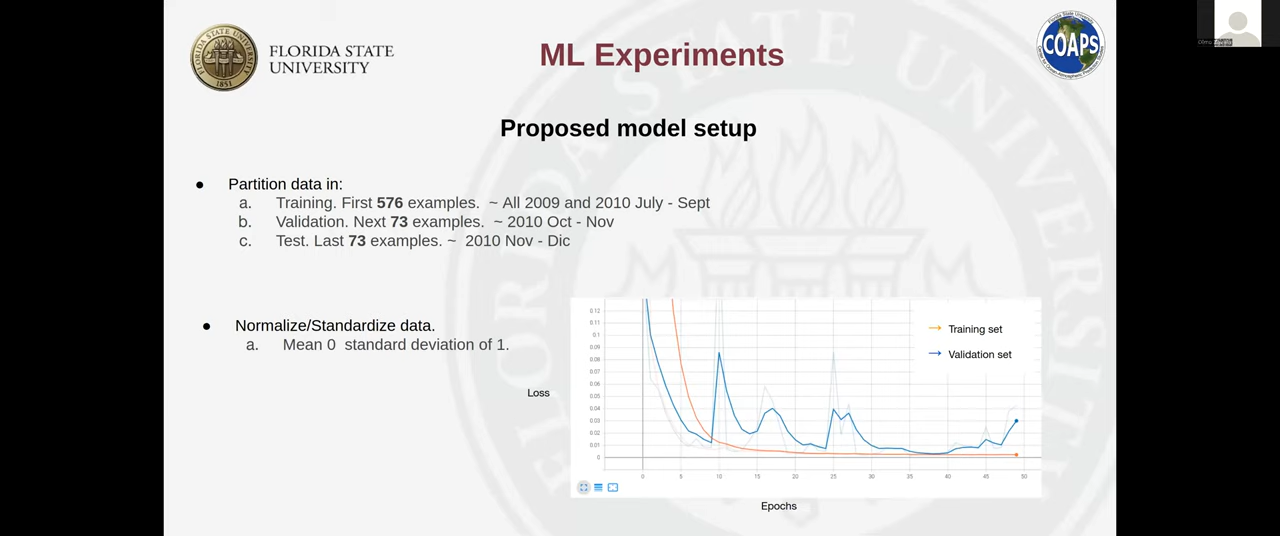 FLORIDA STATE
UNIVERSITY
1851
ML Experiments
COAPS
Proposed model setup
● Partition data in:
a. Training. First 576 examples. ~ All 2009 and 2010 July - Sept
b. Validation. Next 73 examples. ~ 2010 Oct - Nov
c. Test. Last 73 examples. ~ 2010 Nov - Dic
● Normalize/Standardize data.
a. Mean 0 standard deviation of 1.
Loss
0.12
0.11
0.1
0.09
0.08
0.07
0.06
0.05
0.04
0.03
0.02
0.01
0
Training set
Validation set
0 5 10 15 20 25 30 35 40 45 50
Epochs